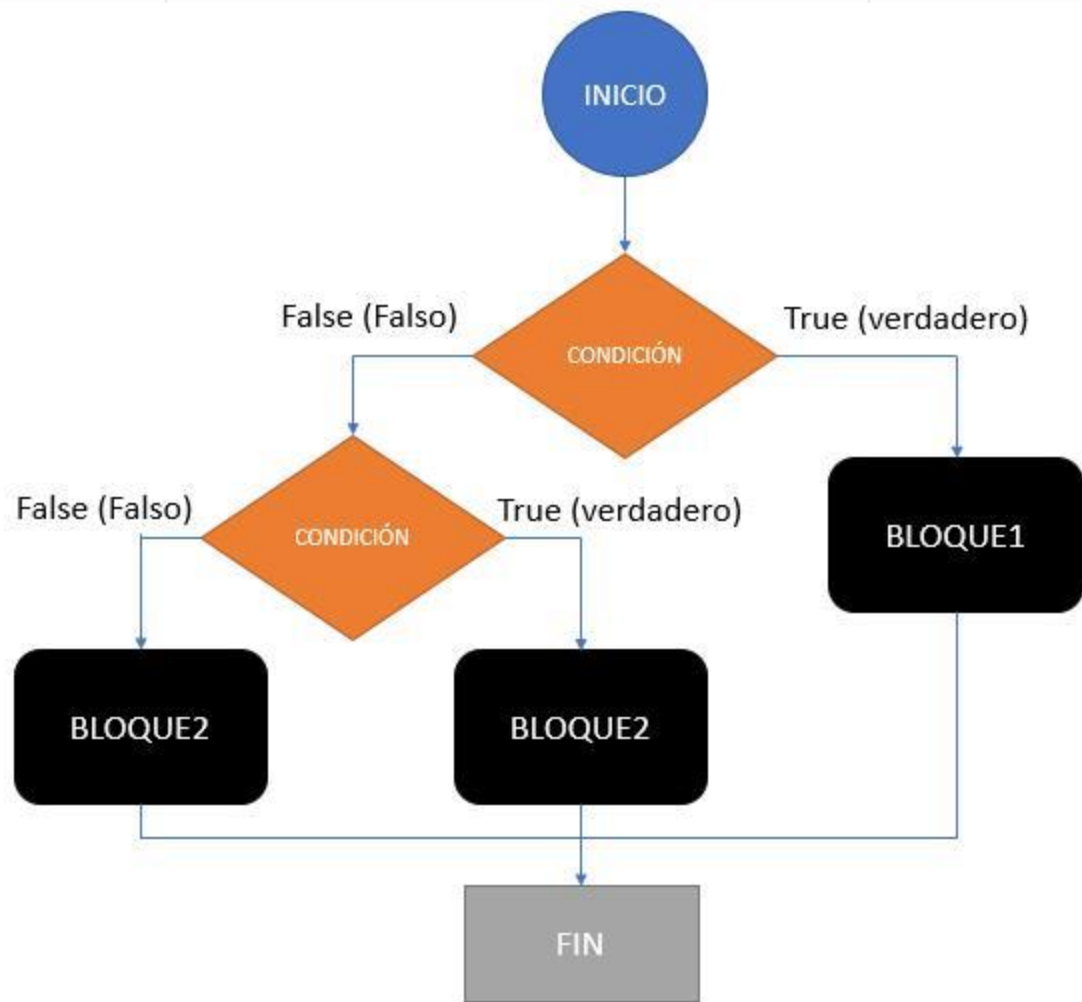 INICIO
False (Falso)
True (verdadero)
CONDICIÓN
False (Falso)
True (verdadero)
CONDICIÓN
BLOQUE1
BLOQUE2
BLOQUE2
FIN